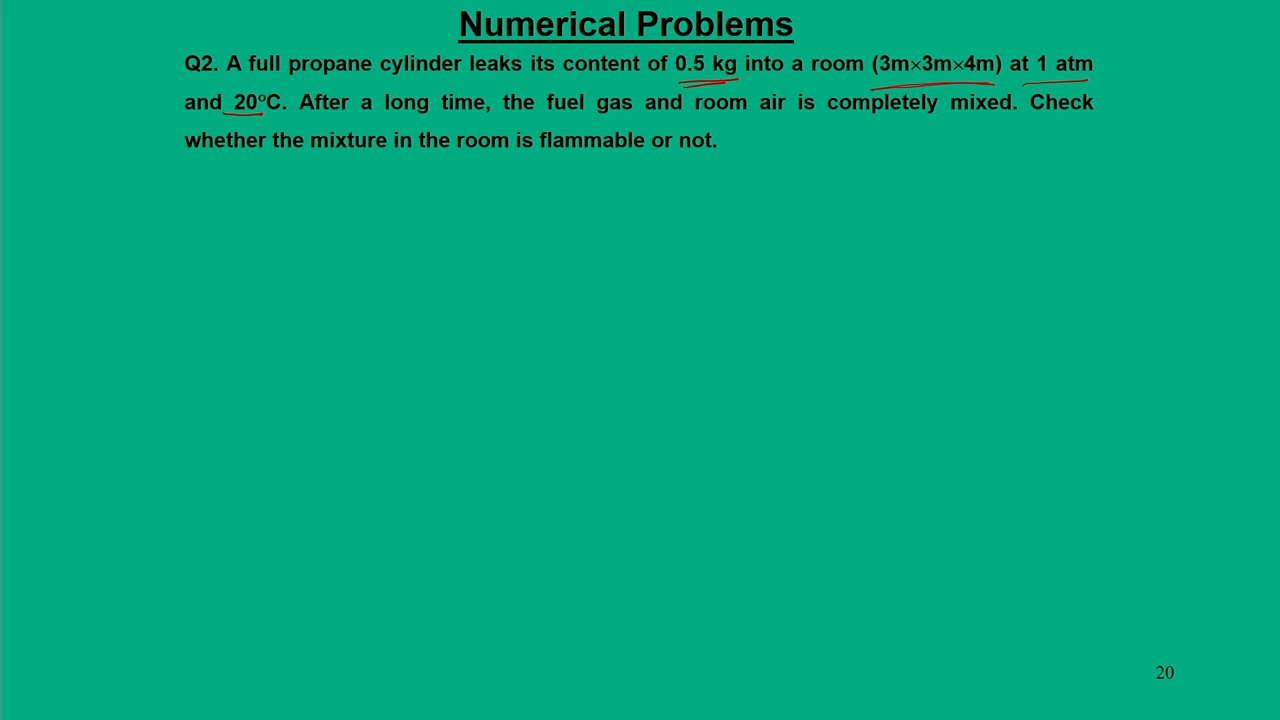 Numerical Problems
Q2. A full propane cylinder leaks its content of 0.5 kg into a room (3m×3m×4m) at 1 atm
and 20°C. After a long time, the fuel gas and room air is completely mixed. Check
whether the mixture in the room is flammable or not.
20